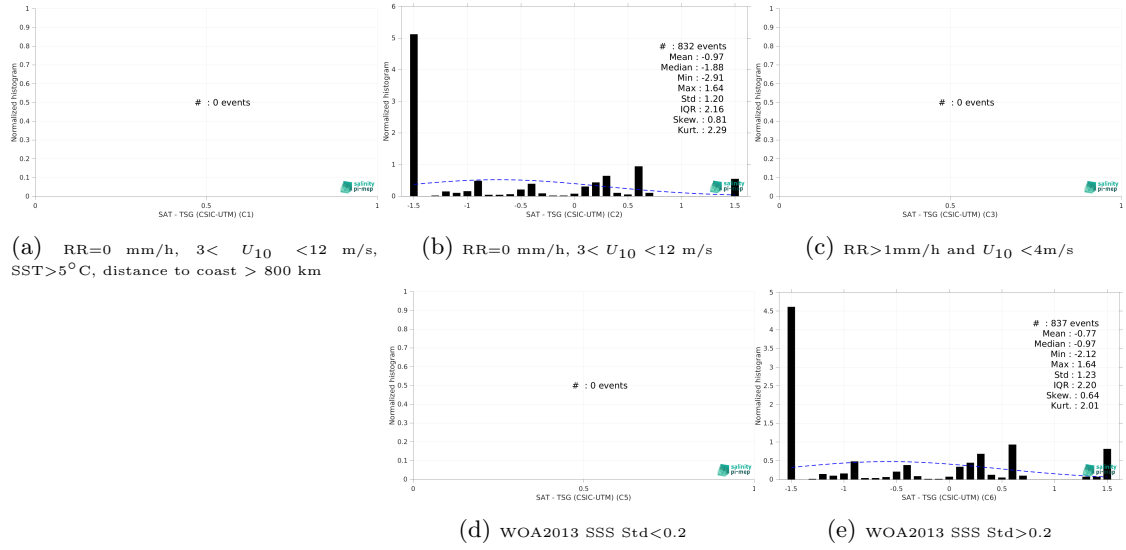 1
0.9
0.8
0.7
0.6
0.5
0.4
0.3
0.2
0.1
0
Normalized histogram
# : 0 events
salinity
pi-mep
0 0.5 1
SAT - TSG (CSIC-UTM) (C1)
(a) RR=0 mm/h, 3< U10 <12 m/s,
SST>5°C, distance to coast > 800 km
6
5
4
3
2
1
0
Normalized histogram
# : 832 events
Mean : -0.97
Median : -1.88
Min : -2.91
Max : 1.64
Std : 1.20
IQR : 2.16
Skew. : 0.81
Kurt. : 2.29
salinity
pi-mep
-1.5 -1 -0.5 0 0.5 1 1.5
SAT - TSG (CSIC-UTM) (C2)
(b) RR=0 mm/h, 3< U10 <12 m/s
1
0.9
0.8
0.7
0.6
0.5
0.4
0.3
0.2
0.1
0
Normalized histogram
# : 0 events
salinity
pi-mep
0 0.5 1
SAT - TSG (CSIC-UTM) (C3)
(c) RR>1mm/h and U10 <4m/s
1
0.9
0.8
0.7
0.6
0.5
0.4
0.3
0.2
0.1
0
Normalized histogram
# : 0 events
salinity
pi-mep
0 0.5 1
SAT - TSG (CSIC-UTM) (C5)
(d) WOA2013 SSS Std<0.2
5
4.5
4
3.5
3
2.5
2
1.5
1
0.5
0
Normalized histogram
# : 837 events
Mean : -0.77
Median : -0.97
Min : -2.12
Max : 1.64
Std : 1.23
IQR : 2.20
Skew. : 0.64
Kurt. : 2.01
salinity
pi-mep
-1.5 -1 -0.5 0 0.5 1 1.5
SAT - TSG (CSIC-UTM) (C6)
(e) WOA2013 SSS Std>0.2